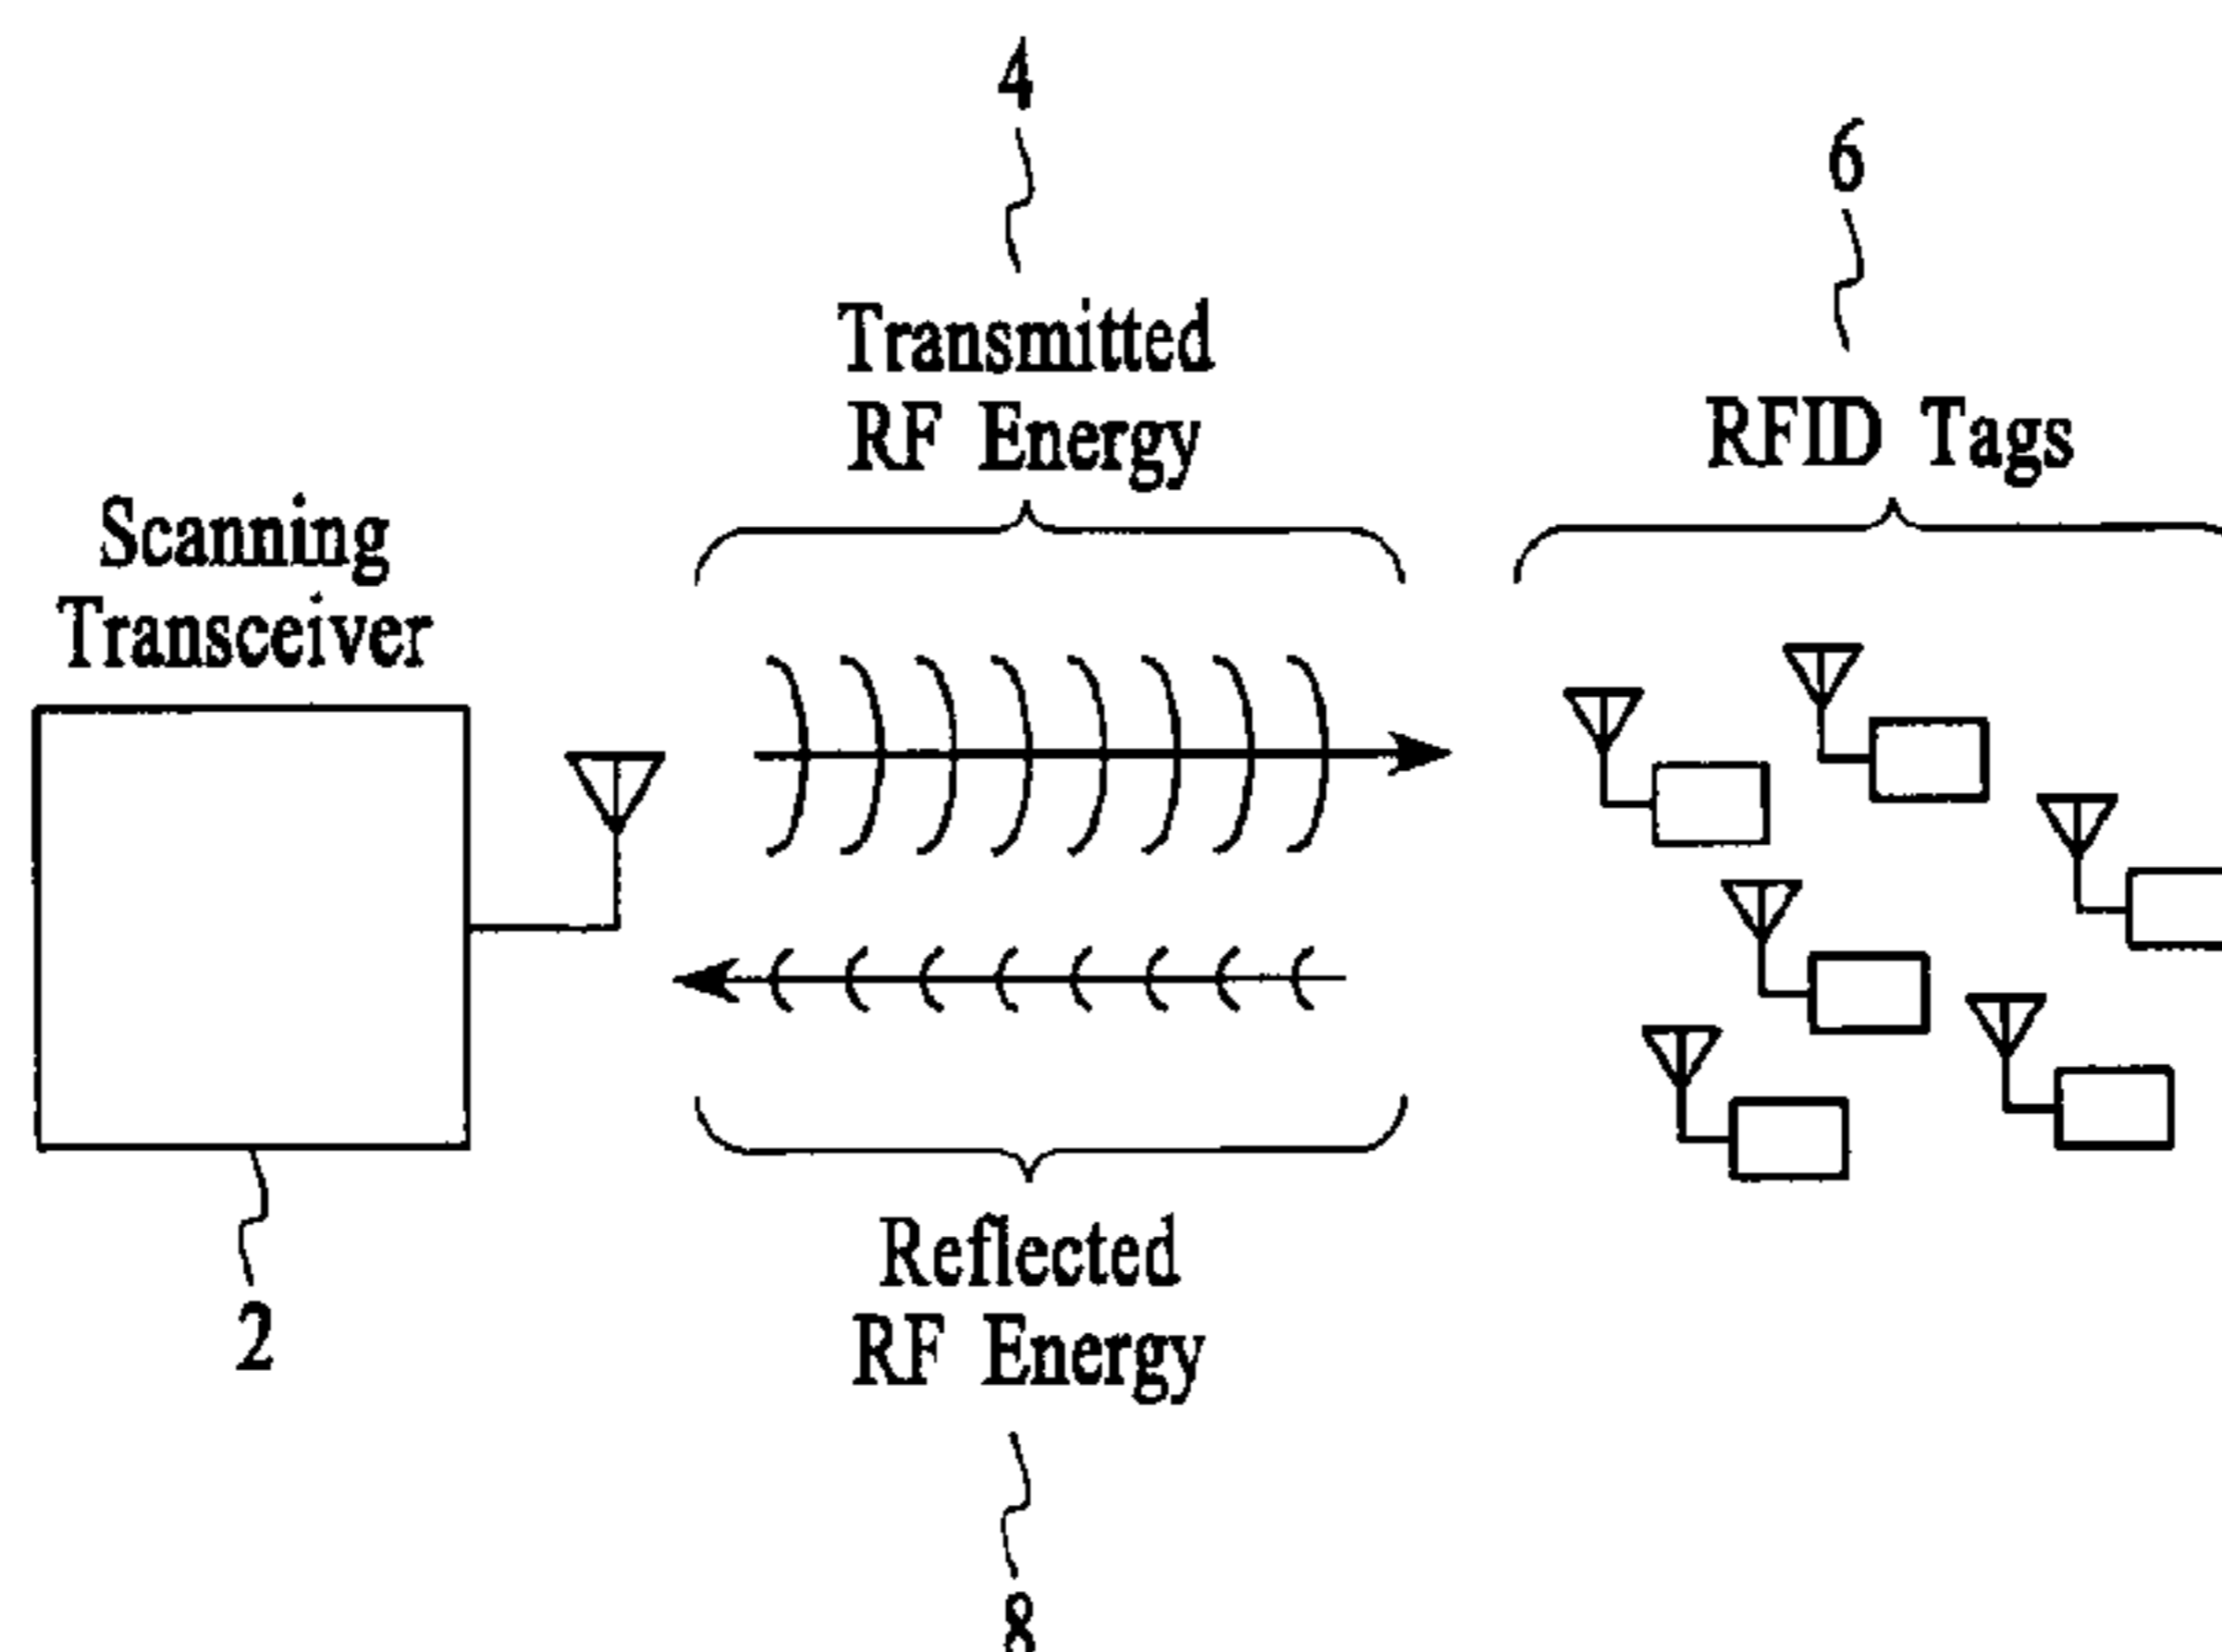 4
6
Transmitted
RF Energy
RFID Tags
Scanning
Transceiver
2
Reflected
RF Energy
8